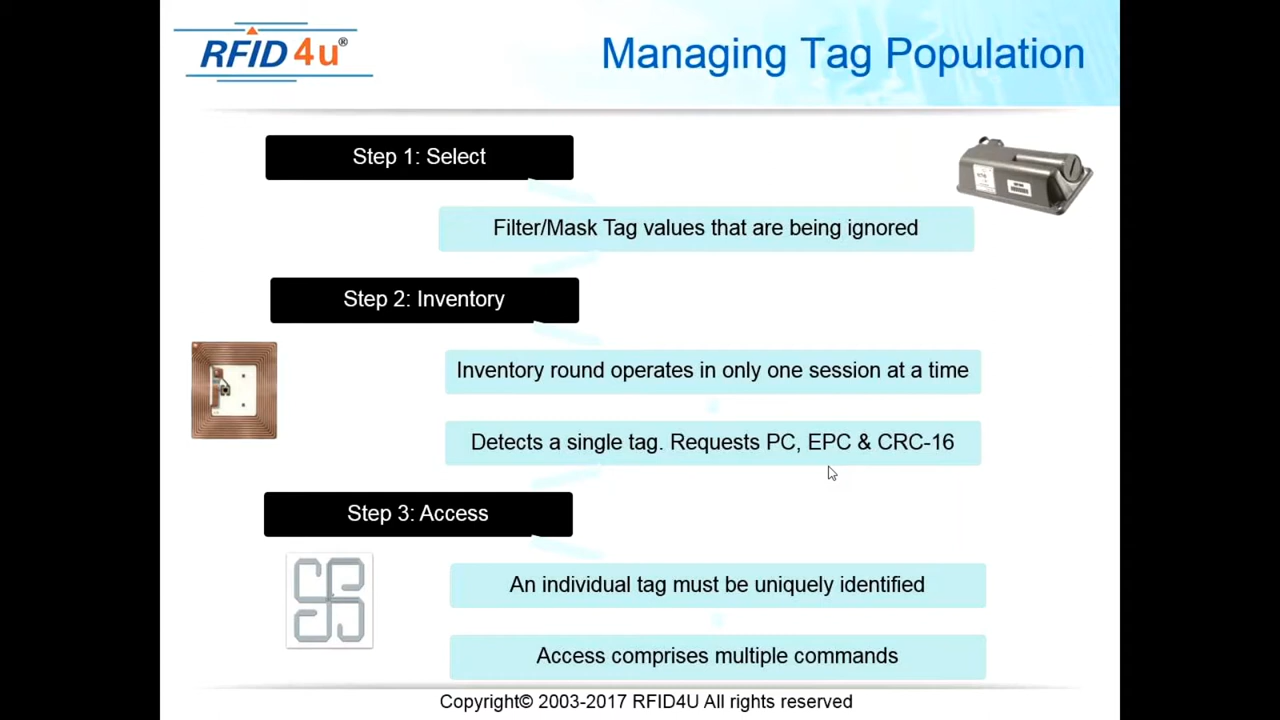 RFID4u®
Managing Tag Population
Step 1: Select
Filter/Mask Tag values that are being ignored
Step 2: Inventory
Inventory round operates in only one session at a time
Detects a single tag. Requests PC, EPC & CRC-16
Step 3: Access
An individual tag must be uniquely identified
Access comprises multiple commands
Copyright© 2003-2017 RFID4U All rights reserved